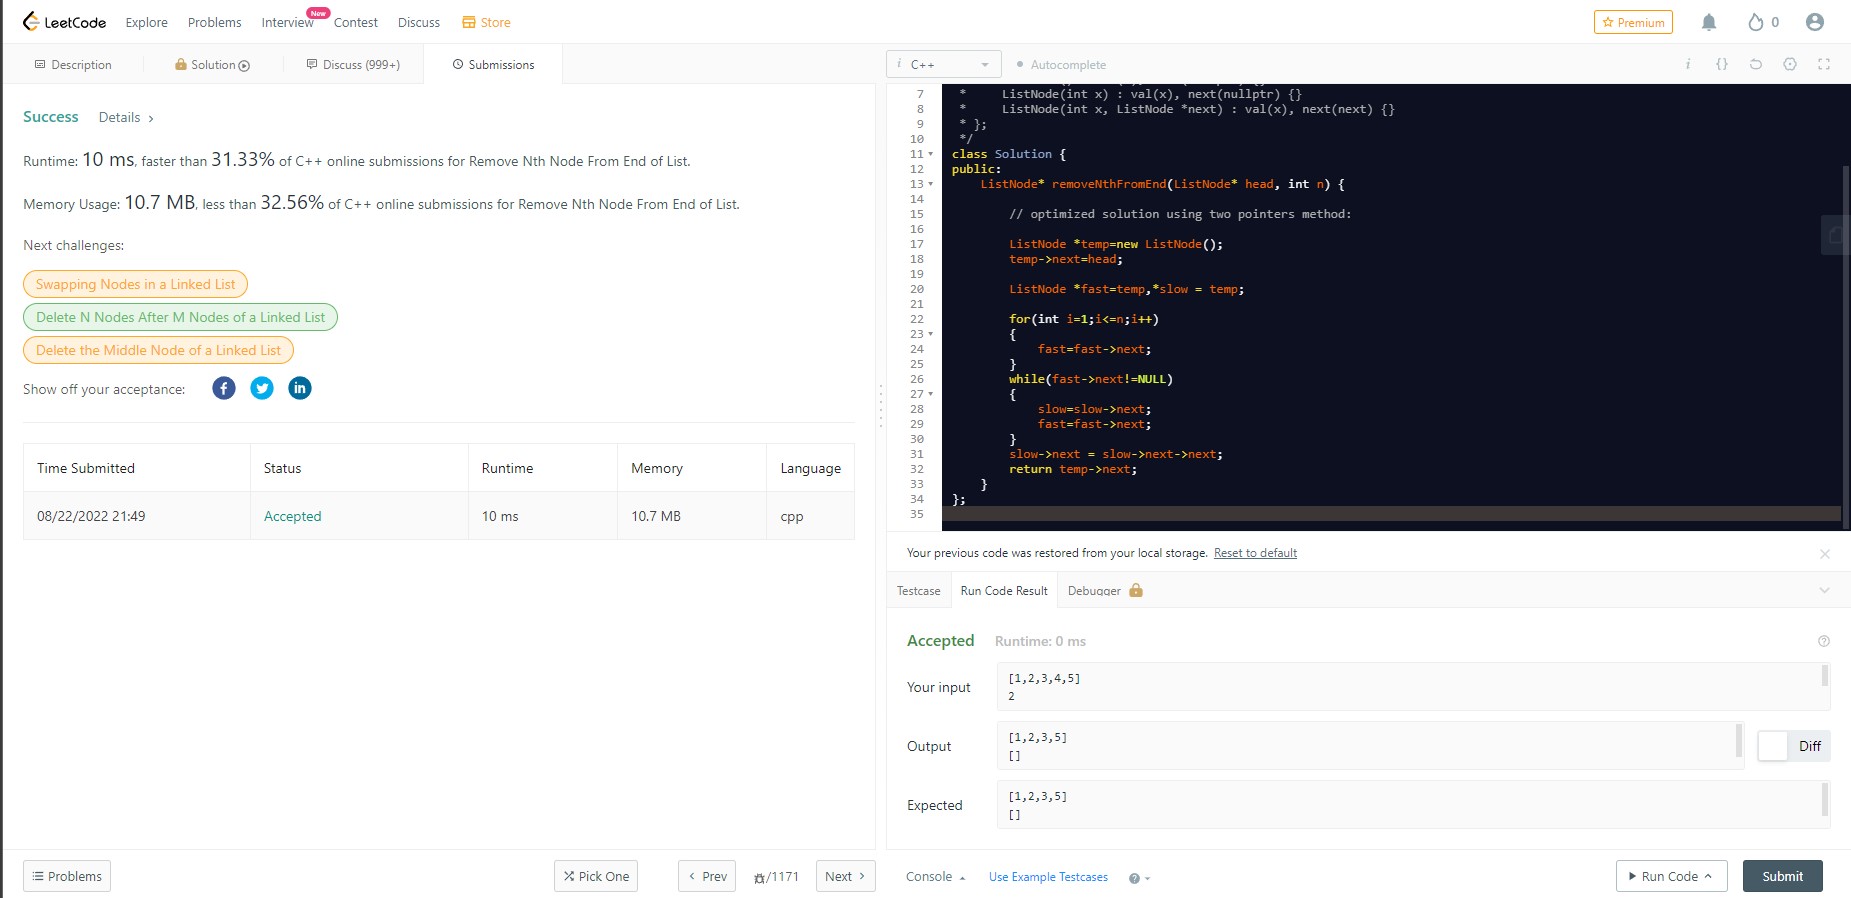 LeetCode Explore Problems Interview New Contest Discuss Store Premium 0
Description Solution Discuss (999+) Submissions
i C++ Autocomplete i {}
Success Details >
Runtime: 10 ms, faster than 31.33% of C++ online submissions for Remove Nth Node From End of List.
Memory Usage: 10.7 MB, less than 32.56% of C++ online submissions for Remove Nth Node From End of List.
Next challenges:
Swapping Nodes in a Linked List
Delete N Nodes After M Nodes of a Linked List
Delete the Middle Node of a Linked List
Show off your acceptance: f in
Time Submitted Status Runtime Memory Language
08/22/2022 21:49 Accepted 10 ms 10.7 MB cpp
7 * ListNode(int x) : val(x), next(nullptr) {}
8 * ListNode(int x, ListNode *next) : val(x), next(next) {}
9 * };
10 */
11 class Solution {
12 public:
13 ListNode* removeNthFromEnd(ListNode* head, int n) {
14
15 // optimized solution using two pointers method:
16
17 ListNode *temp=new ListNode();
18 temp->next=head;
19
20 ListNode *fast=temp,*slow = temp;
21
22 for(int i=1;i<=n;i++)
23 {
24 fast=fast->next;
25 }
26 while(fast->next!=NULL)
27 {
28 slow=slow->next;
29 fast=fast->next;
30 }
31 slow->next = slow->next->next;
32 return temp->next;
33 }
34 };
35
Your previous code was restored from your local storage. Reset to default
Testcase Run Code Result Debugger
Accepted Runtime: 0 ms
Your input
[1,2,3,4,5]
2
Output
[1,2,3,5]
[]
Diff
Expected
[1,2,3,5]
[]
Problems Pick One < Prev /1171 Next >
Console Use Example Testcases Run Code Submit